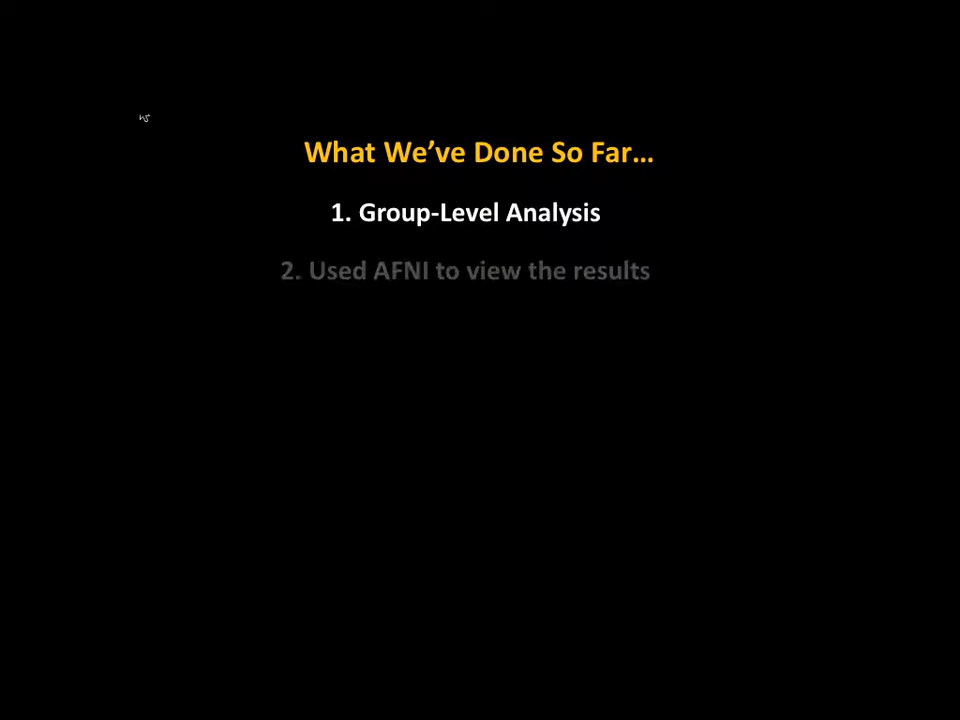 What We’ve Done So Far…
1. Group-Level Analysis
2. Used AFNI to view the results